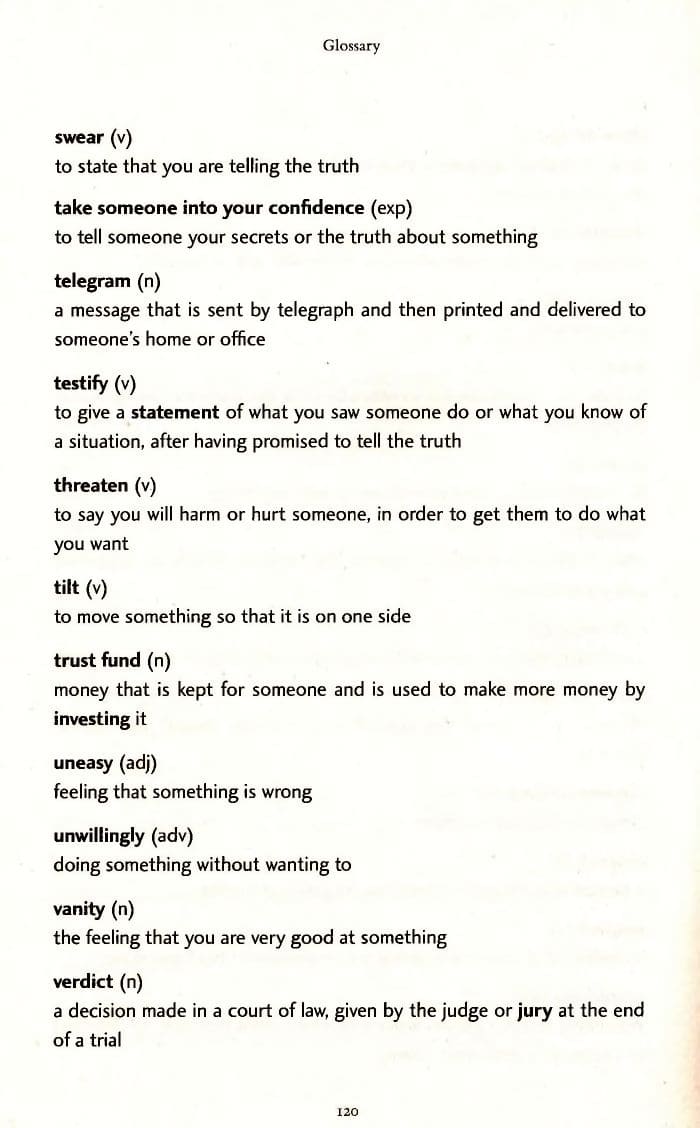 Glossary
swear (v)
to state that you are telling the truth
take someone into your confidence (exp)
to tell someone your secrets or the truth about something
telegram (n)
a message that is sent by telegraph and then printed and delivered to
someone's home or office
testify (v)
to give a statement of what you saw someone do or what you know of
a situation, after having promised to tell the truth
threaten (v)
to say you will harm or hurt someone, in order to get them to do what
you want
tilt (v)
to move something so that it is on one side
trust fund (n)
money that is kept for someone and is used to make more money by
investing it
uneasy (adj)
feeling that something is wrong
unwillingly (adv)
doing something without wanting to
vanity (n)
the feeling that you are very good at something
verdict (n)
a decision made in a court of law, given by the judge or jury at the end
of a trial
120